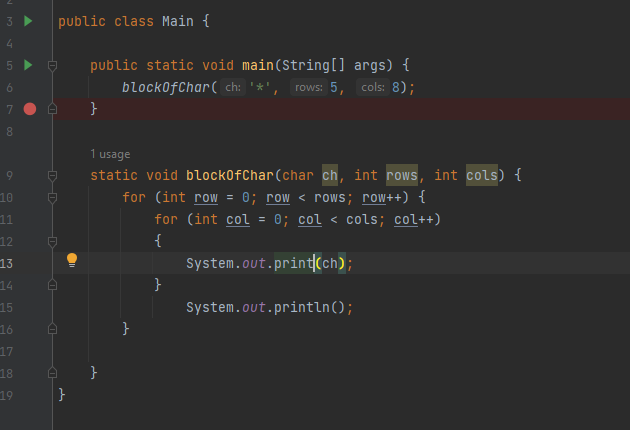 3 public class Main {
4
5 public static void main(String[] args) {
6 blockOfChar( ch: '*', rows: 5, cols: 8);
7 }
8
1 usage
9 static void blockOfChar(char ch, int rows, int cols) {
10 for (int row = 0; row < rows; row++) {
11 for (int col = 0; col < cols; col++)
12 {
13 System.out.print(ch);
14 }
15 System.out.println();
16 }
17
18 }
19 }